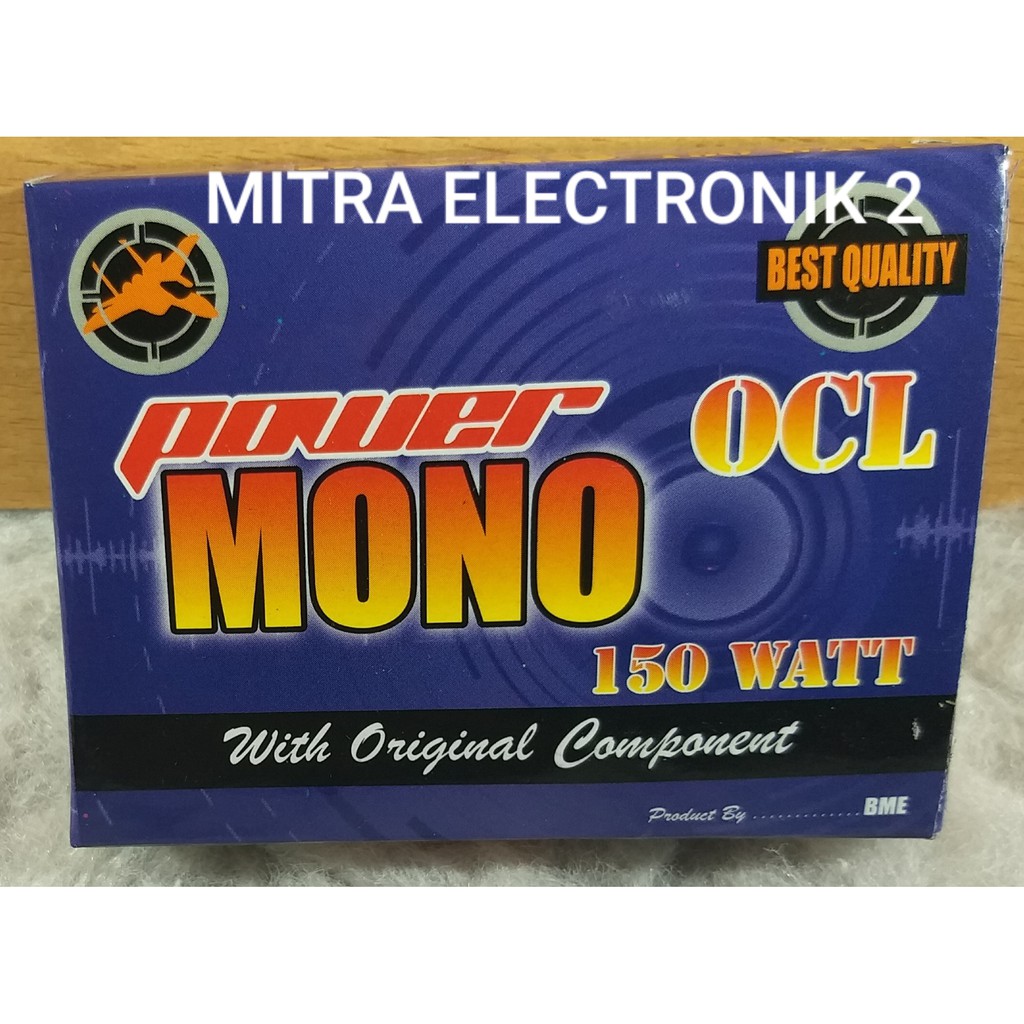 MITRA ELECTRONIK 2
BEST QUALITY
power
OCL
MONO
150 WATT
With Original Component
Product By ..............BME